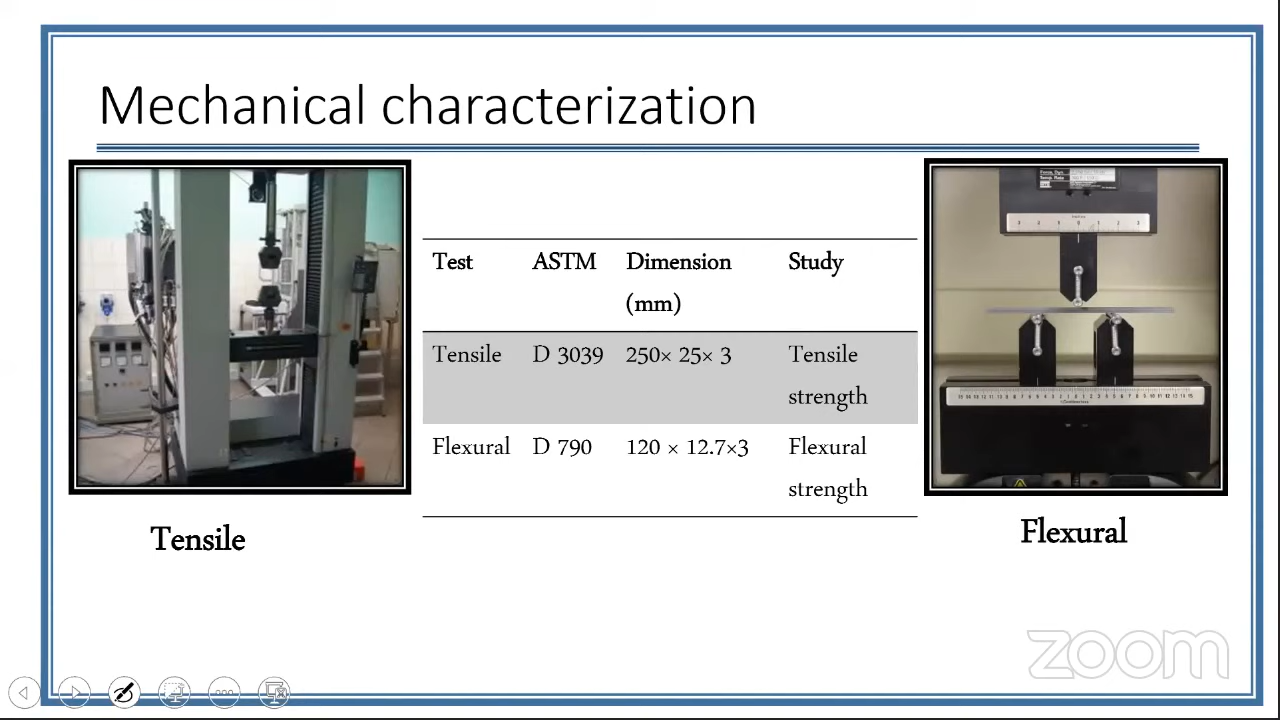 Mechanical characterization
Test ASTM Dimension (mm) Study
Tensile D 3039 250× 25× 3 Tensile strength
Flexural D 790 120 × 12.7×3 Flexural strength
Tensile
Flexural
zoom